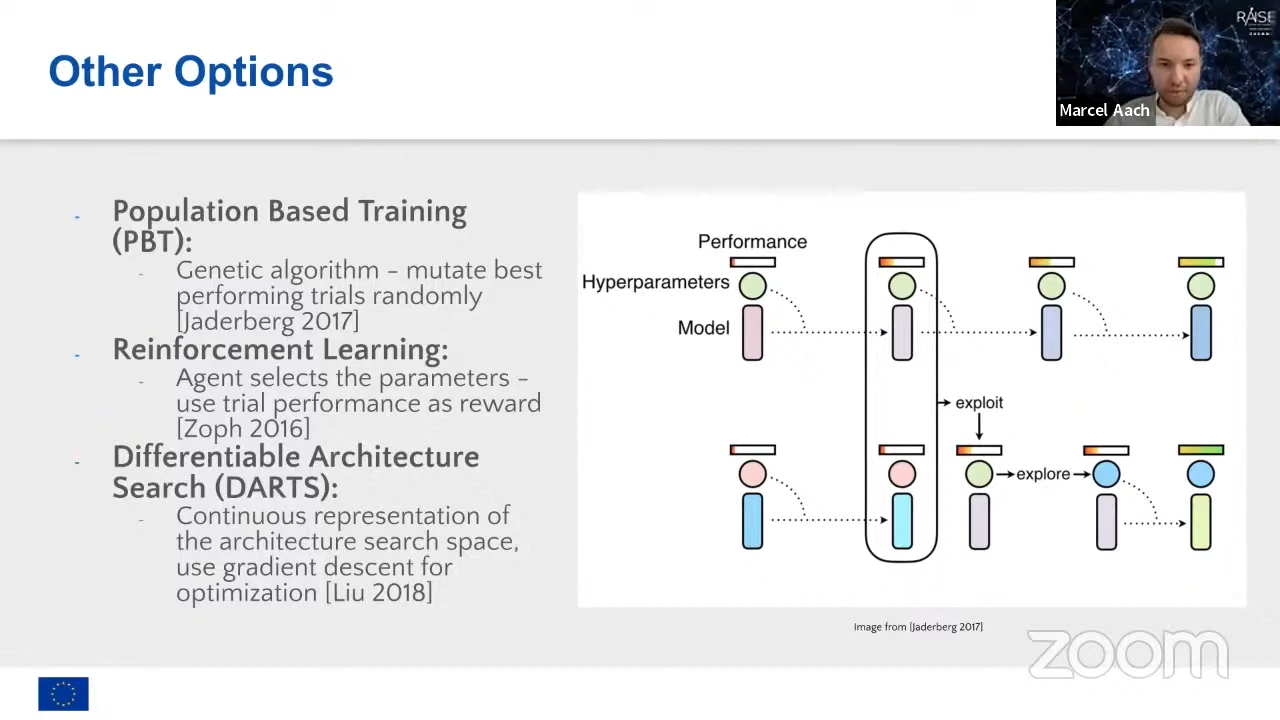 Other Options
RAISE
Marcel Aach
- Population Based Training
(PBT):
- Genetic algorithm – mutate best
performing trials randomly
[Jaderberg 2017]
- Reinforcement Learning:
- Agent selects the parameters –
use trial performance as reward
[Zoph 2016]
- Differentiable Architecture
Search (DARTS):
- Continuous representation of
the architecture search space,
use gradient descent for
optimization [Liu 2018]
Performance
Hyperparameters
Model
exploit
explore
Image from [Jaderberg 2017]
zoom